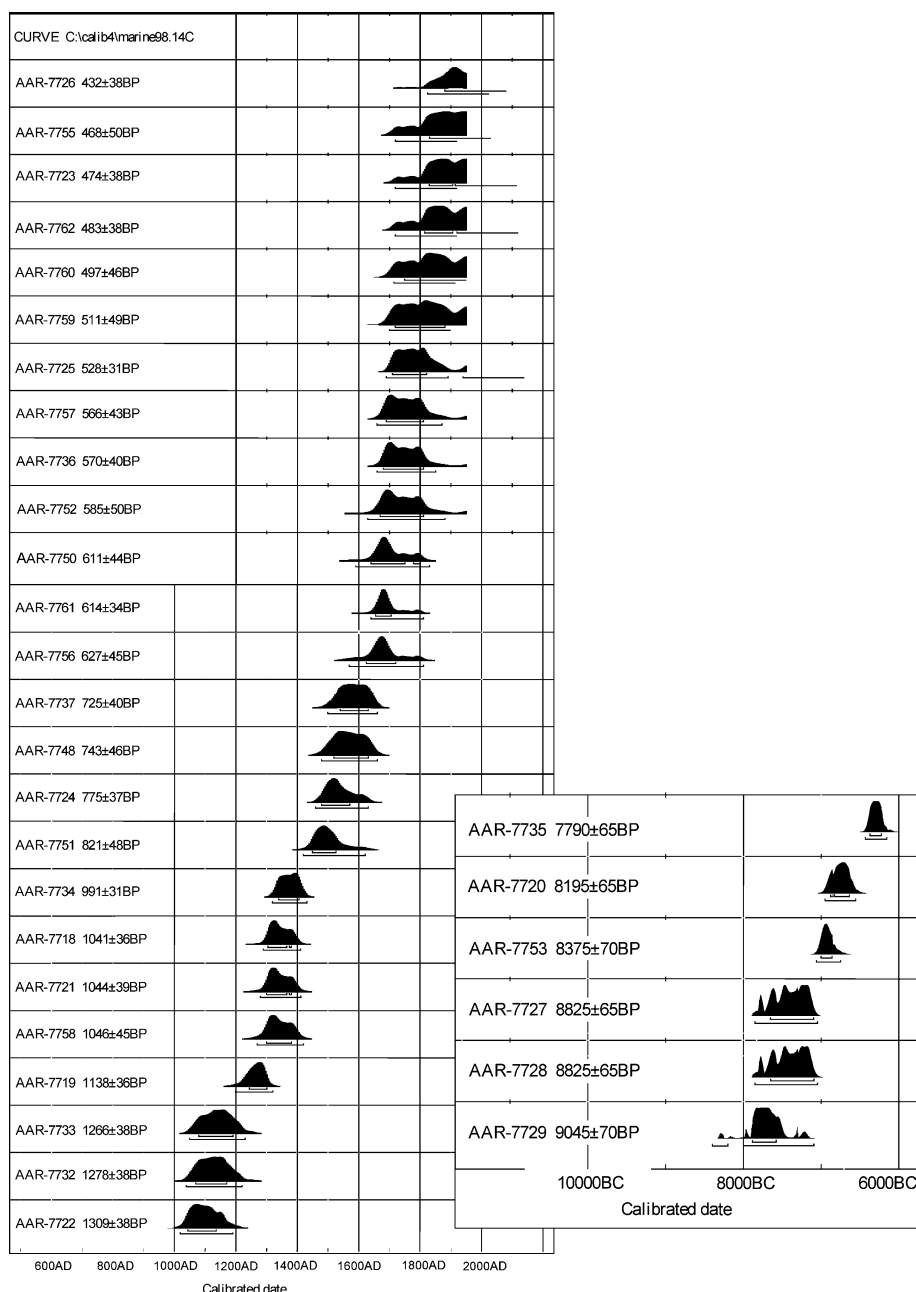 CURVE C:\calib4\marine98.14C
AAR-7726 432±38BP
AAR-7755 468±50BP
AAR-7723 474±38BP
AAR-7762 483±38BP
AAR-7760 497±46BP
AAR-7759 511±49BP
AAR-7725 528±31BP
AAR-7757 566±43BP
AAR-7736 570±40BP
AAR-7752 585±50BP
AAR-7750 611±44BP
AAR-7761 614±34BP
AAR-7756 627±45BP
AAR-7737 725±40BP
AAR-7748 743±46BP
AAR-7724 775±37BP
AAR-7751 821±48BP
AAR-7734 991±31BP
AAR-7718 1041±36BP
AAR-7721 1044±39BP
AAR-7758 1046±45BP
AAR-7719 1138±36BP
AAR-7733 1266±38BP
AAR-7732 1278±38BP
AAR-7722 1309±38BP
600AD 800AD 1000AD 1200AD 1400AD 1600AD 1800AD 2000AD
Calibrated date
AAR-7735 7790±65BP
AAR-7720 8195±65BP
AAR-7753 8375±70BP
AAR-7727 8825±65BP
AAR-7728 8825±65BP
AAR-7729 9045±70BP
10000BC 8000BC 6000BC
Calibrated date